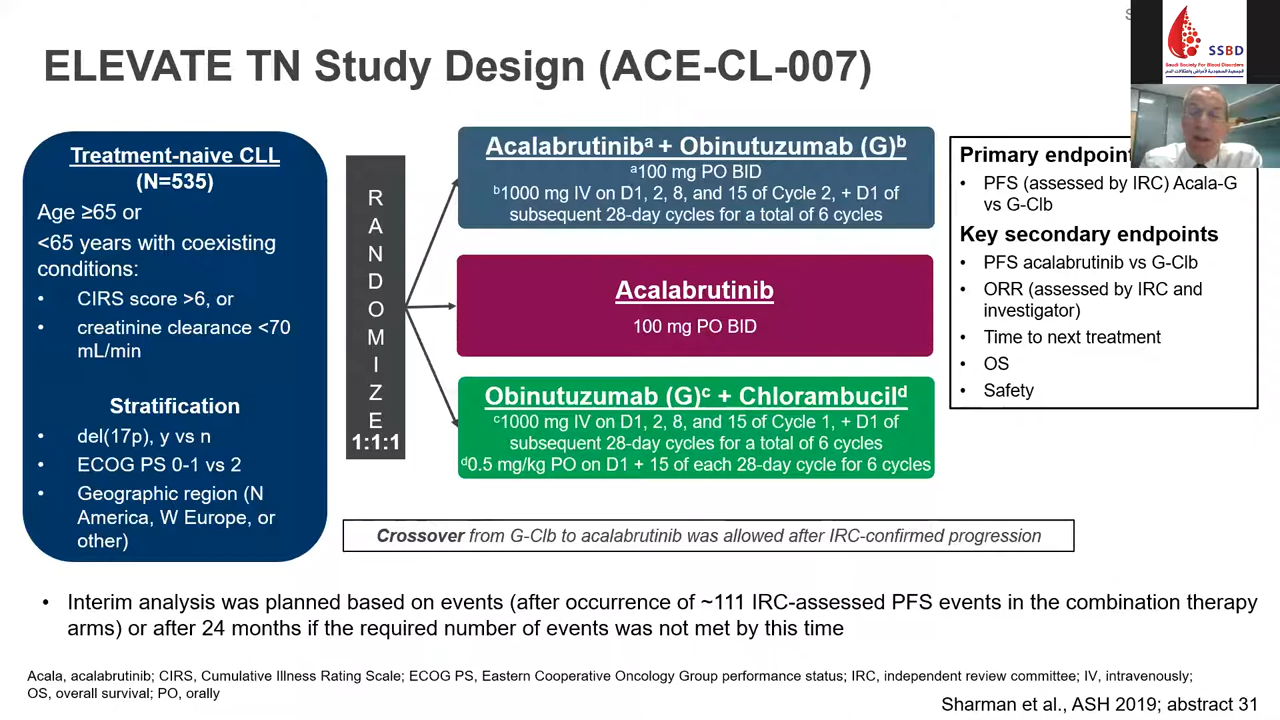 ELEVATE TN Study Design (ACE-CL-007)
SSBD
Saudi Society For Blood Disorders
Treatment-naive CLL
(N=535)
Age ≥65 or
<65 years with coexisting
conditions:
• CIRS score >6, or
• creatinine clearance <70
mL/min
Stratification
• del(17p), y vs n
• ECOG PS 0-1 vs 2
• Geographic region (N
America, W Europe, or
other)
R
A
N
D
O
M
I
Z
E
1:1:1
Acalabrutinibᵃ + Obinutuzumab (G)ᵇ
ᵃ100 mg PO BID
ᵇ1000 mg IV on D1, 2, 8, and 15 of Cycle 2, + D1 of
subsequent 28-day cycles for a total of 6 cycles
Acalabrutinib
100 mg PO BID
Obinutuzumab (G)ᶜ + Chlorambucilᵈ
ᶜ1000 mg IV on D1, 2, 8, and 15 of Cycle 1, + D1 of
subsequent 28-day cycles for a total of 6 cycles
ᵈ0.5 mg/kg PO on D1 + 15 of each 28-day cycle for 6 cycles
Primary endpoin
• PFS (assessed by IRC) Acala-G
vs G-Clb
Key secondary endpoints
• PFS acalabrutinib vs G-Clb
• ORR (assessed by IRC and
investigator)
• Time to next treatment
• OS
• Safety
Crossover from G-Clb to acalabrutinib was allowed after IRC-confirmed progression
• Interim analysis was planned based on events (after occurrence of ~111 IRC-assessed PFS events in the combination therapy
arms) or after 24 months if the required number of events was not met by this time
Acala, acalabrutinib; CIRS, Cumulative Illness Rating Scale; ECOG PS, Eastern Cooperative Oncology Group performance status; IRC, independent review committee; IV, intravenously;
OS, overall survival; PO, orally
Sharman et al., ASH 2019; abstract 31